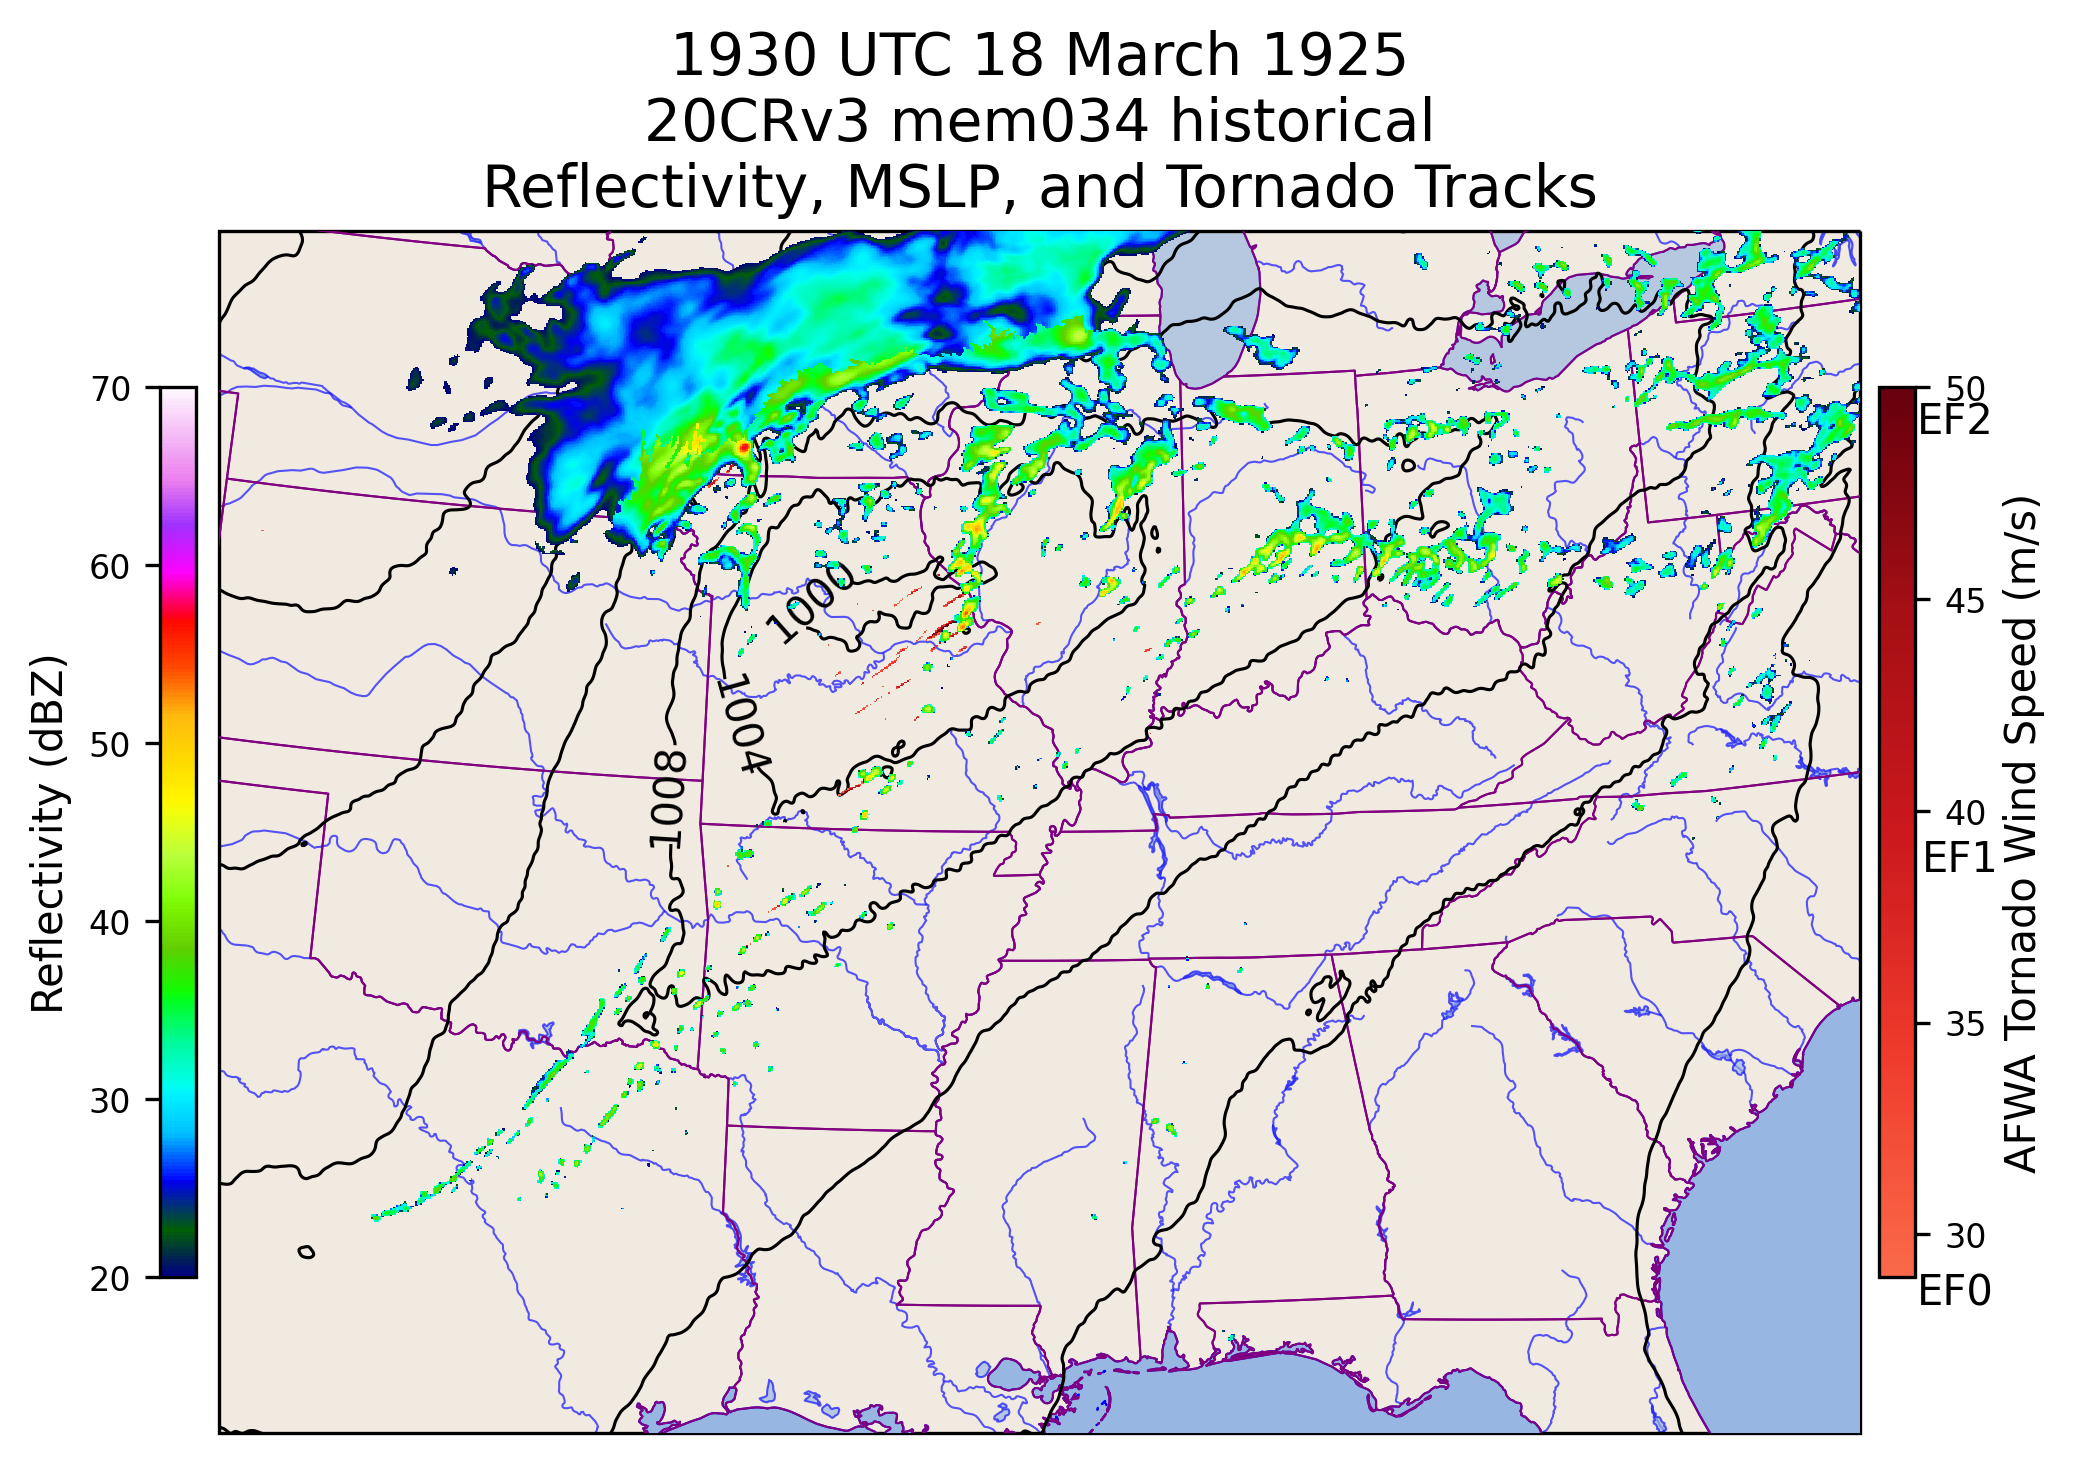 1930 UTC 18 March 1925
20CRv3 mem034 historical
Reflectivity, MSLP, and Tornado Tracks
70
60
50
40
30
20
Reflectivity (dBZ)
1000
1004
1008
50
EF2
45
40
EF1
35
30
EF0
AFWA Tornado Wind Speed (m/s)